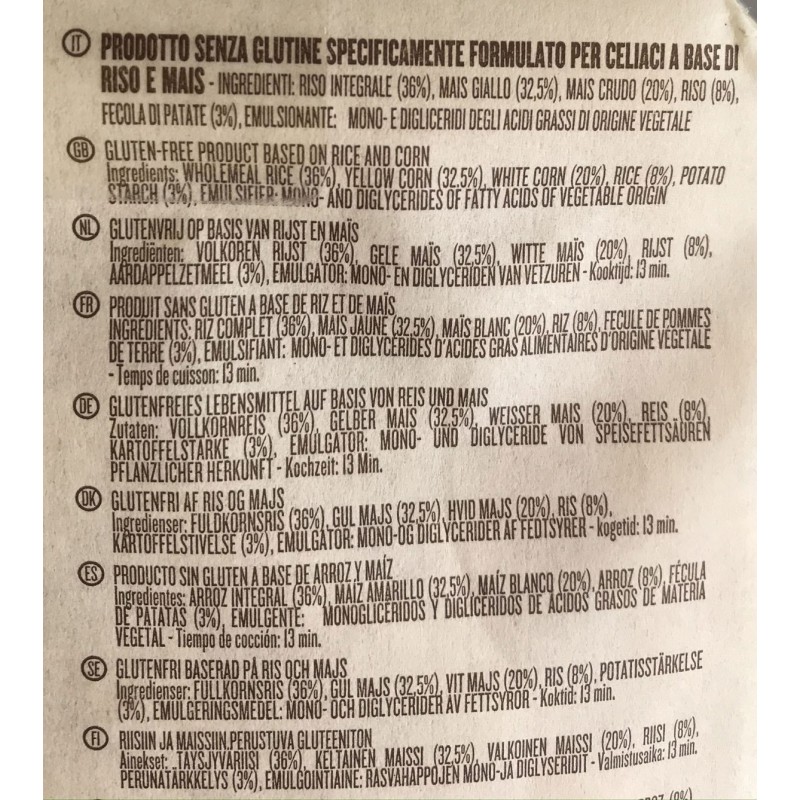 IT PRODOTTO SENZA GLUTINE SPECIFICAMENTE FORMULATO PER CELIACI A BASE DI
RISO E MAIS - INGREDIENTI: RISO INTEGRALE (36%), MAIS GIALLO (32,5%), MAIS CRUDO (20%), RISO (8%),
FECOLA DI PATATE (3%), EMULSIONANTE: MONO- E DIGLICERIDI DEGLI ACIDI GRASSI DI ORIGINE VEGETALE
GB GLUTEN-FREE PRODUCT BASED ON RICE AND CORN
Ingredients: WHOLEMEAL RICE (36%), YELLOW CORN (32.5%), WHITE CORN (20%), RICE (8%), POTATO
STARCH (3%), EMULSIFIER: MONO- AND DIGLYCERIDES OF FATTY ACIDS OF VEGETABLE ORIGIN
NL GLUTENVRIJ OP BASIS VAN RIJST EN MAÏS
Ingrediënten: VOLKOREN RIJST (36%), GELE MAÏS (32,5%), WITTE MAÏS (20%), RIJST (8%),
AARDAPPELZETMEEL (3%), EMULGATOR: MONO- EN DIGLYCERIDEN VAN VETZUREN - Kooktijd: 13 min.
FR PRODUIT SANS GLUTEN A BASE DE RIZ ET DE MAÏS
INGREDIENTS: RIZ COMPLET (36%), MAIS JAUNE (32,5%), MAÏS BLANC (20%), RIZ (8%), FECULE DE POMMES
DE TERRE (3%), EMULSIFIANT: MONO- ET DIGLYCERIDES D'ACIDES GRAS ALIMENTAIRES D'ORIGINE VEGETALE
- Temps de cuisson: 13 min.
DE GLUTENFREIES LEBENSMITTEL AUF BASIS VON REIS UND MAIS
Zutaten: VOLLKORNREIS (36%), GELBER MAIS (32,5%), WEISSER MAIS (20%), REIS (8%),
KARTOFFELSTÄRKE (3%), EMULGATOR: MONO- UND DIGLYCERIDE VON SPEISEFETTSÄUREN
PFLANZLICHER HERKUNFT - Kochzeit: 13 Min.
DK GLUTENFRI AF RIS OG MAJS
Ingredienser: FULDKORNSRIS (36%), GUL MAJS (32,5%), HVID MAJS (20%), RIS (8%),
KARTOFFELSTIVELSE (3%), EMULGATOR: MONO-OG DIGLYCERIDER AF FEDTSYRER - kogetid: 13 min.
ES PRODUCTO SIN GLUTEN A BASE DE ARROZ Y MAÍZ
Ingredientes: ARROZ INTEGRAL (36%), MAÍZ AMARILLO (32,5%), MAÍZ BLANCO (20%), ARROZ (8%), FÉCULA
DE PATATAS (3%), EMULGENTE: MONOGLICERIDOS Y DIGLICERIDOS DE ACIDOS GRASOS DE MATERIA
VEGETAL - Tiempo de cocción: 13 min.
SE GLUTENFRI BASERAD PÅ RIS OCH MAJS
Ingredienser: FULLKORNSRIS (36%), GUL MAJS (32,5%), VIT MAJS (20%), RIS (8%), POTATISSTÄRKELSE
(3%), EMULGERINGSMEDEL: MONO- OCH DIGLYCERIDER AV FETTSYROR - Koktid: 13 min.
FI RIISIIN JA MAISSIIN PERUSTUVA GLUTEENITON
Ainekset: TÄYSJYVÄRIISI (36%), KELTAINEN MAISSI (32,5%), VALKOINEN MAISSI (20%), RIISI (8%),
PERUNATÄRKKELYS (3%), EMULGOINTIAINE: RASVAHAPPOJEN MONO-JA DIGLYSERIDIT - Valmistusaika: 13 min.